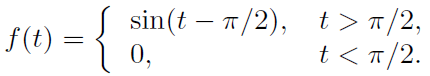 f(t) = { sin(t − π/2), t > π/2,
0, t < π/2.